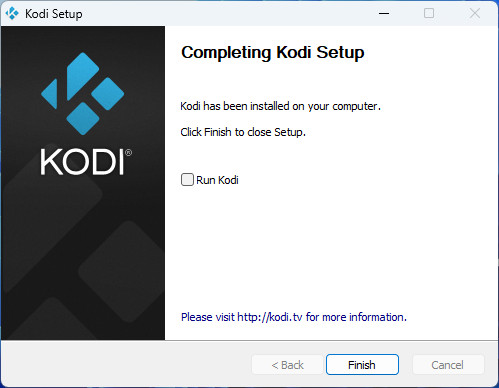 Kodi Setup
KODI®
Completing Kodi Setup
Kodi has been installed on your computer.
Click Finish to close Setup.
Run Kodi
Please visit http://kodi.tv for more information.
< Back
Finish
Cancel